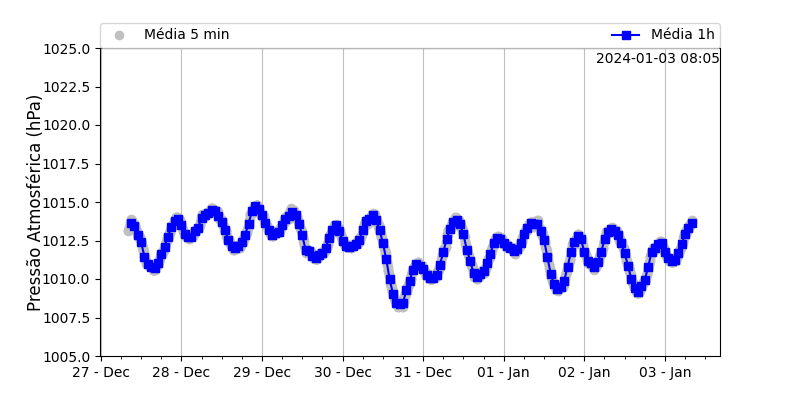 Média 5 min
Média 1h
2024-01-03 08:05
Pressão Atmosférica (hPa)
1025.0
1022.5
1020.0
1017.5
1015.0
1012.5
1010.0
1007.5
1005.0
27 - Dec
28 - Dec
29 - Dec
30 - Dec
31 - Dec
01 - Jan
02 - Jan
03 - Jan